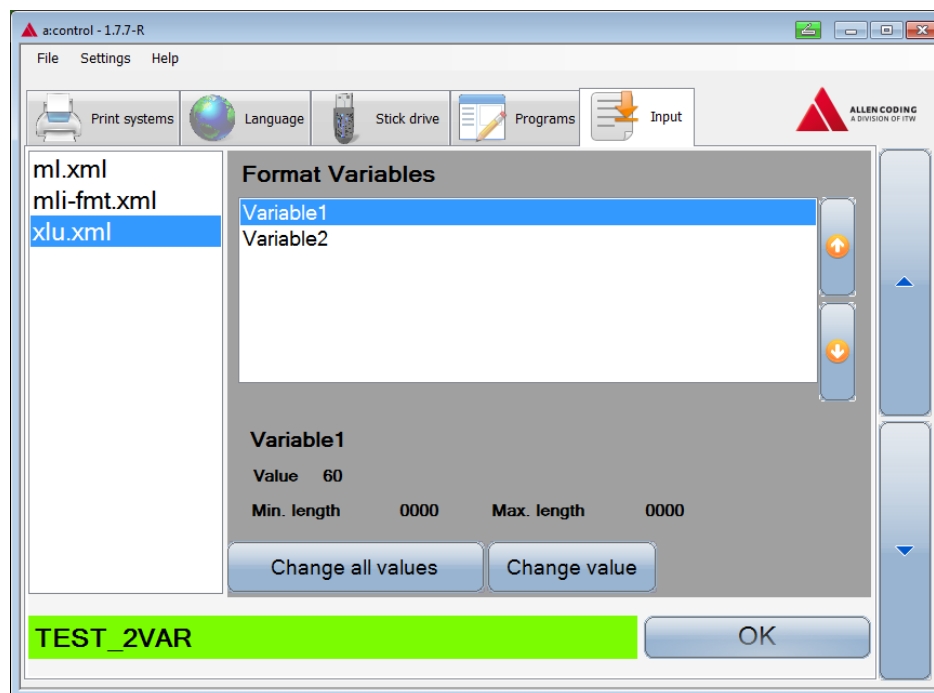 a:control - 1.7.7-R
File Settings Help
Print systems Language Stick drive Programs Input
ALLEN CODING
A DIVISION OF ITW
ml.xml
mli-fmt.xml
xlu.xml
Format Variables
Variable1
Variable2
Variable1
Value 60
Min. length 0000 Max. length 0000
Change all values Change value
TEST_2VAR OK